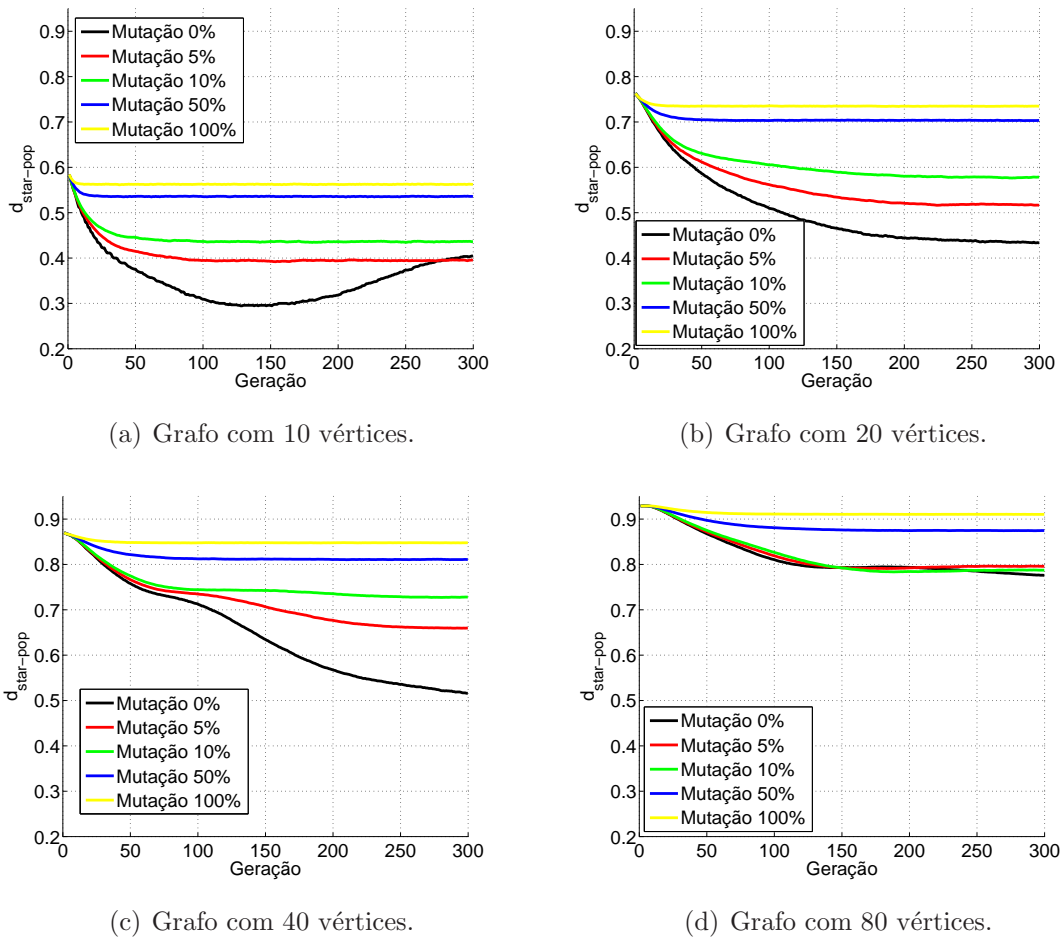 0.9
0.8
0.7
0.6
0.5
0.4
0.3
0.2
d_star−pop
Mutação 0%
Mutação 5%
Mutação 10%
Mutação 50%
Mutação 100%
0 50 100 150 200 250 300
Geração
(a) Grafo com 10 vértices.
0.9
0.8
0.7
0.6
0.5
0.4
0.3
0.2
d_star−pop
Mutação 0%
Mutação 5%
Mutação 10%
Mutação 50%
Mutação 100%
0 50 100 150 200 250 300
Geração
(b) Grafo com 20 vértices.
0.9
0.8
0.7
0.6
0.5
0.4
0.3
0.2
d_star−pop
Mutação 0%
Mutação 5%
Mutação 10%
Mutação 50%
Mutação 100%
0 50 100 150 200 250 300
Geração
(c) Grafo com 40 vértices.
0.9
0.8
0.7
0.6
0.5
0.4
0.3
0.2
d_star−pop
Mutação 0%
Mutação 5%
Mutação 10%
Mutação 50%
Mutação 100%
0 50 100 150 200 250 300
Geração
(d) Grafo com 80 vértices.